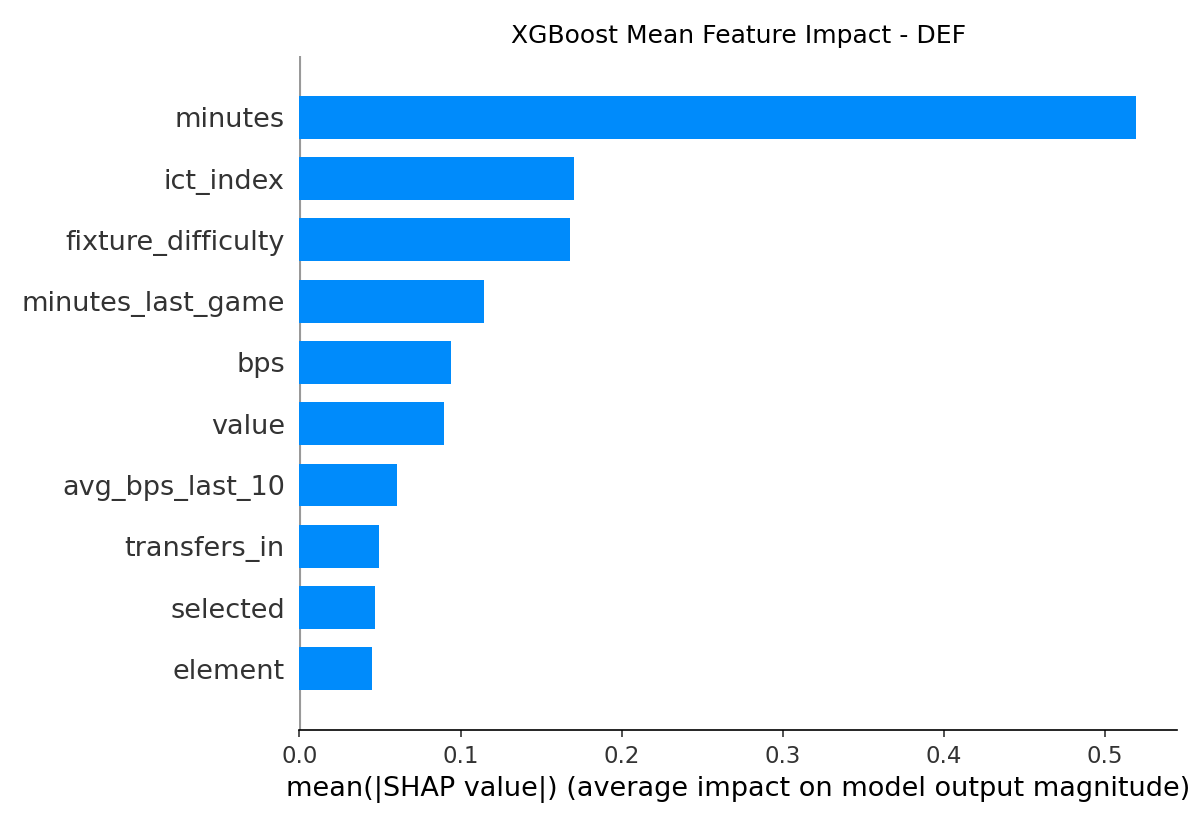 XGBoost Mean Feature Impact - DEF
minutes
ict_index
fixture_difficulty
minutes_last_game
bps
value
avg_bps_last_10
transfers_in
selected
element
0.0 0.1 0.2 0.3 0.4 0.5
mean(|SHAP value|) (average impact on model output magnitude)